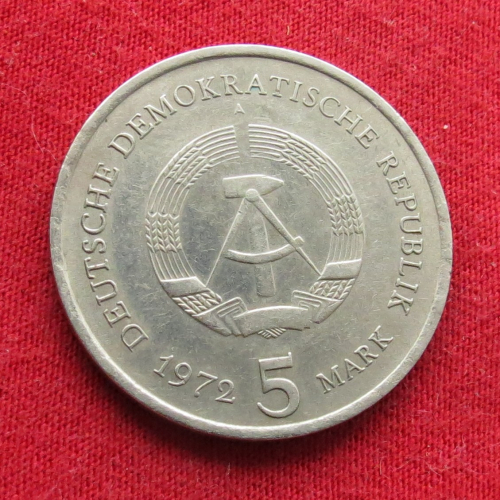 DEUTSCHE DEMOKRATISCHE REPUBLIK
A
1972 5 MARK